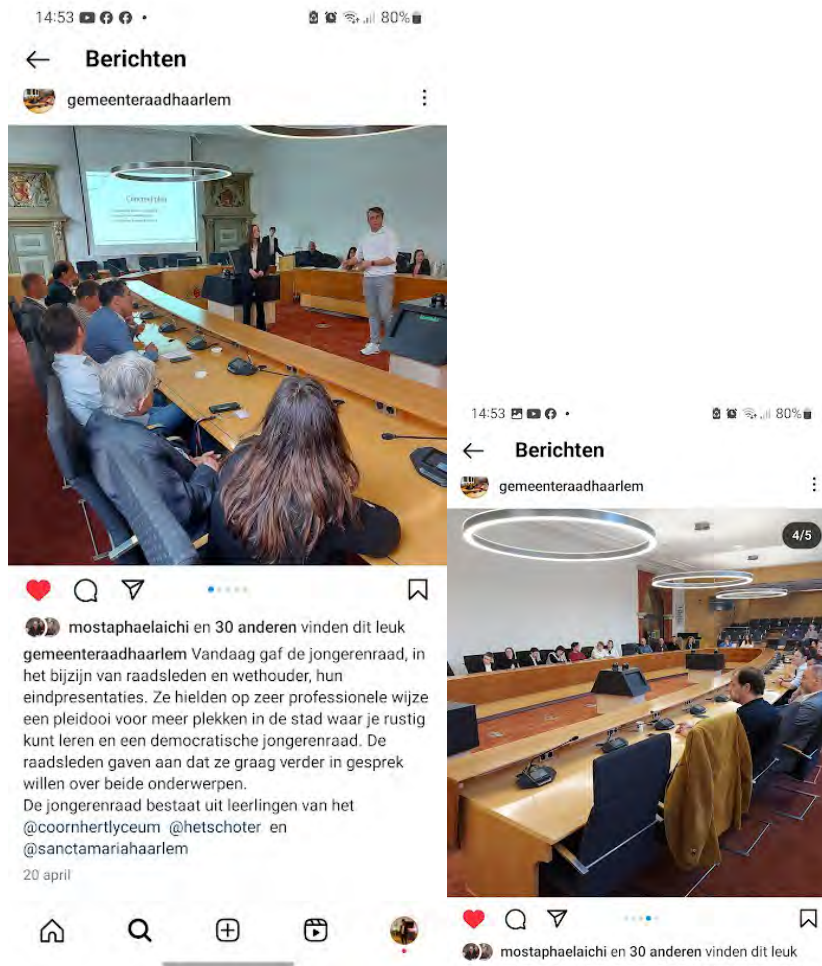 14:53 80%
Berichten
gemeenteraadhaarlem
mostaphaelaichi en 30 anderen vinden dit leuk
gemeenteraadhaarlem Vandaag gaf de jongerenraad, in
het bijzijn van raadsleden en wethouder, hun
eindpresentaties. Ze hielden op zeer professionele wijze
een pleidooi voor meer plekken in de stad waar je rustig
kunt leren en een democratische jongerenraad. De
raadsleden gaven aan dat ze graag verder in gesprek
willen over beide onderwerpen.
De jongerenraad bestaat uit leerlingen van het
@coornhertlyceum @hetschoter en
@sanctamariahaarlem
20 april
14:53 80%
Berichten
gemeenteraadhaarlem
4/5
mostaphaelaichi en 30 anderen vinden dit leuk